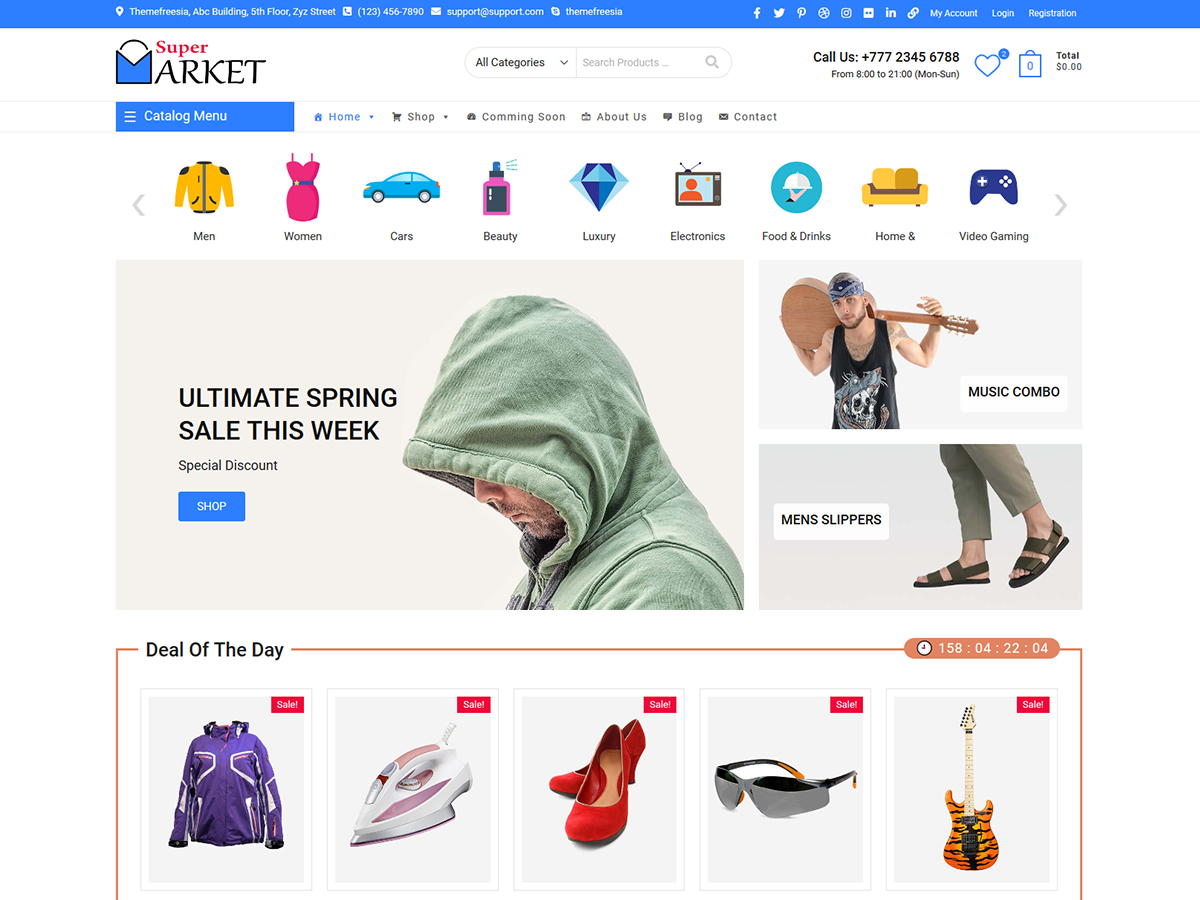 Themefreesia, Abc Building, 5th Floor, Zyz Street (123) 456-7890 support@support.com themefreesia My Account Login Registration
Super
MARKET
All Categories Search Products ...
Call Us: +777 2345 6788
From 8:00 to 21:00 (Mon-Sun)
2
0
Total
$0.00
Catalog Menu Home Shop Comming Soon About Us Blog Contact
Men Women Cars Beauty Luxury Electronics Food & Drinks Home & Video Gaming
ULTIMATE SPRING
SALE THIS WEEK
Special Discount
SHOP
MUSIC COMBO
MENS SLIPPERS
Deal Of The Day 158 : 04 : 22 : 04
Sale! Sale! Sale! Sale! Sale!